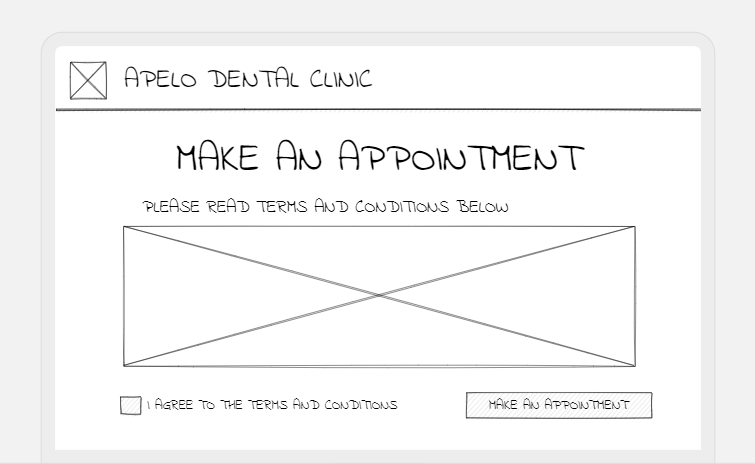 APELO DENTAL CLINIC
MAKE AN APPOINTMENT
PLEASE READ TERMS AND CONDITIONS BELOW
I AGREE TO THE TERMS AND CONDITIONS
MAKE AN APPOINTMENT